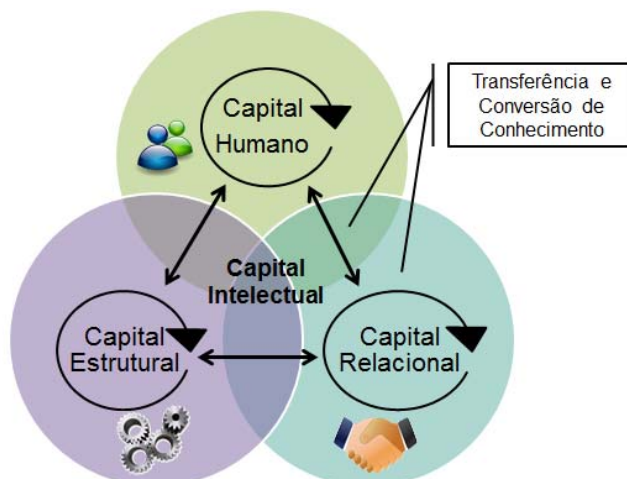 Capital
Humano
Transferência e
Conversão de
Conhecimento
Capital
Intelectual
Capital
Estrutural
Capital
Relacional